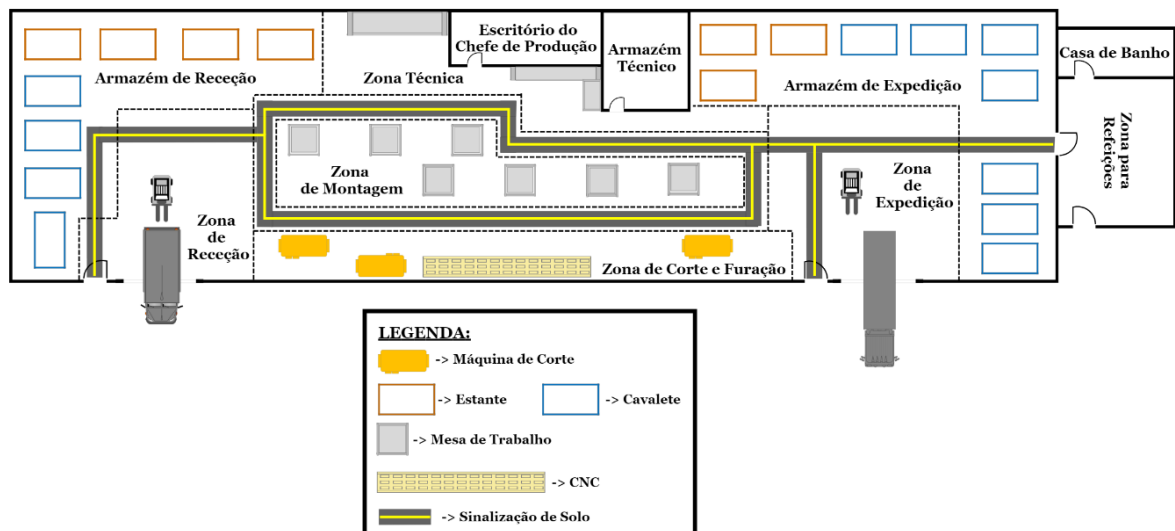 Escritório do
Chefe de Produção
Armazém
Técnico
Casa de Banho
Armazém de Receção
Zona Técnica
Armazém de Expedição
Zona para
Refeições
Zona
de Montagem
Zona
de
Expedição
Zona
de
Receção
Zona de Corte e Furação
LEGENDA:
-> Máquina de Corte
-> Estante
-> Cavalete
-> Mesa de Trabalho
-> CNC
-> Sinalização de Solo